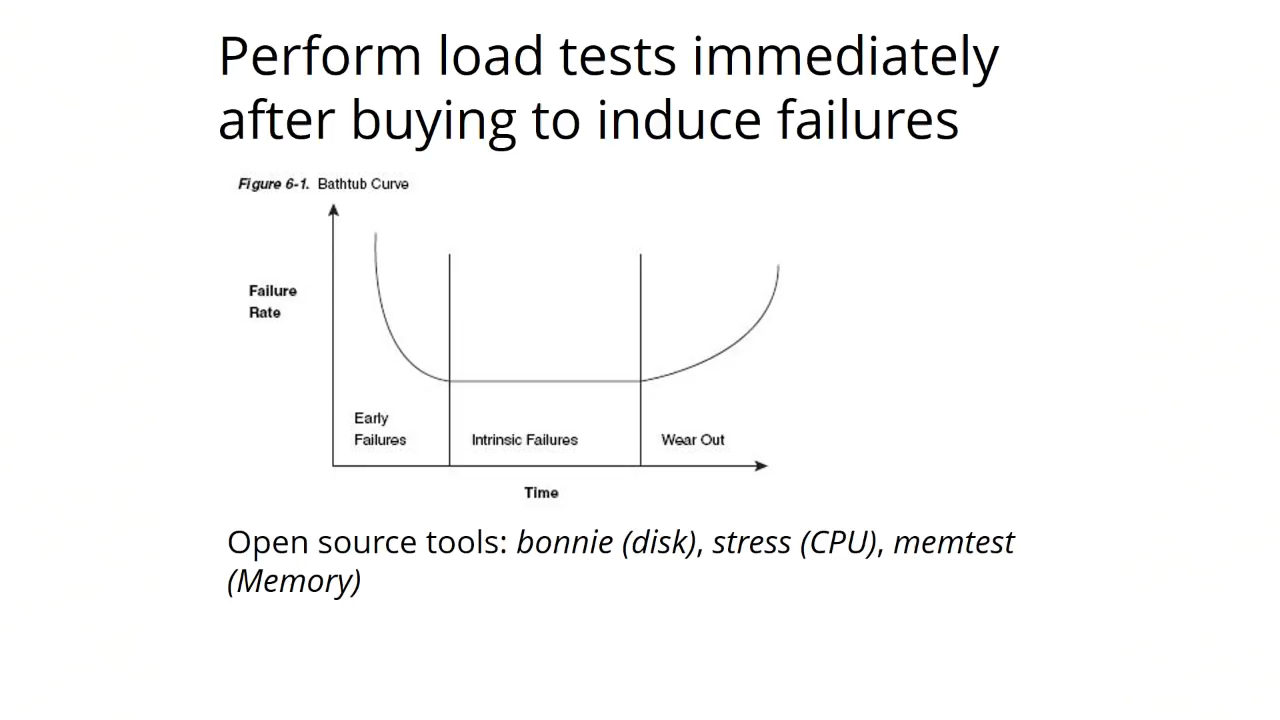 Perform load tests immediately
after buying to induce failures
Figure 6-1. Bathtub Curve
Failure
Rate
Early
Failures
Intrinsic Failures
Wear Out
Time
Open source tools: bonnie (disk), stress (CPU), memtest
(Memory)